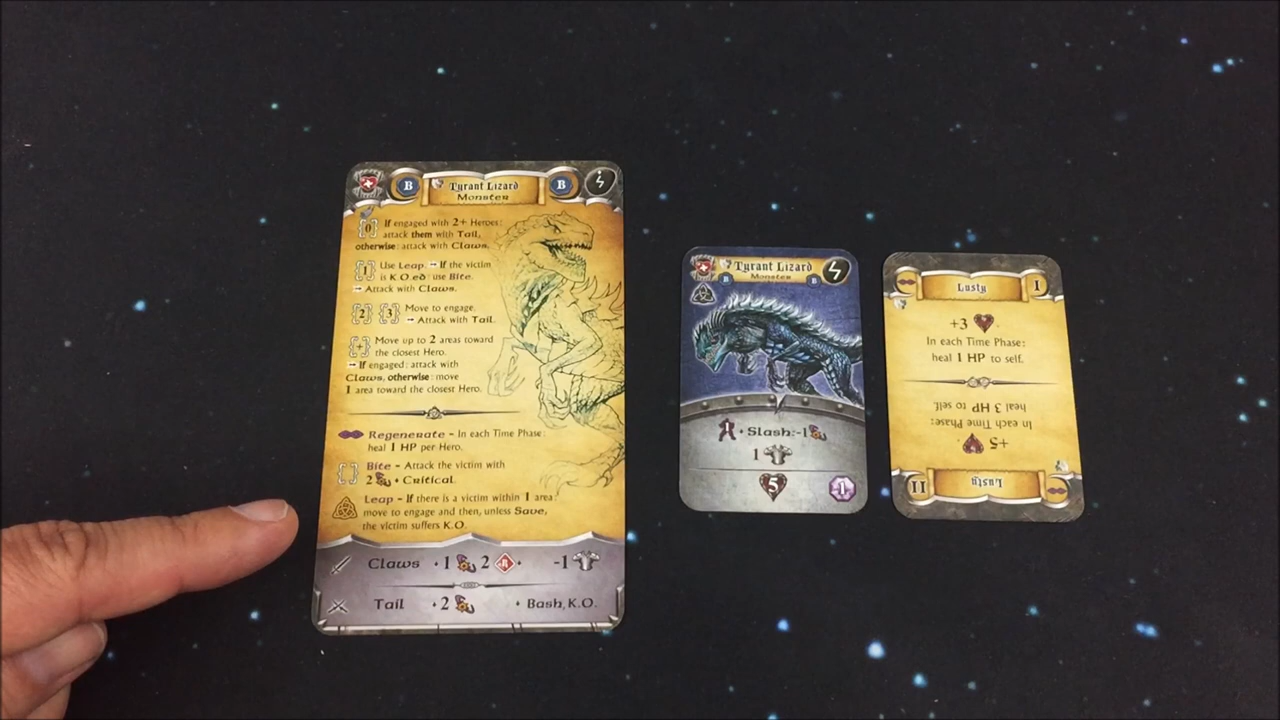 B Tyrant Lizard B
Monster
0 If engaged with 2+ Heroes:
attack them with Tail,
otherwise: attack with Claws.
1 Use Leap. → If the victim
is K.O.ed: use Bite.
→ Attack with Claws.
2 3 Move to engage.
→ Attack with Tail.
+ Move up to 2 areas toward
the closest Hero.
→ If engaged: attack with
Claws, otherwise: move
1 area toward the closest Hero.
Regenerate - In each Time Phase:
heal 1 HP per Hero.
Bite - Attack the victim with
2 + Critical.
Leap - If there is a victim within 1 area:
move to engage and then, unless Save,
the victim suffers K.O.
Claws +1 2 R -1
Tail +2 + Bash, K.O.
Tyrant Lizard
B Monster B
+ Slash: -1
1
5 -1
Lusty I
+3
In each Time Phase:
heal 1 HP to self.
heal 3 HP to self.
In each Time Phase:
+5
Lusty II